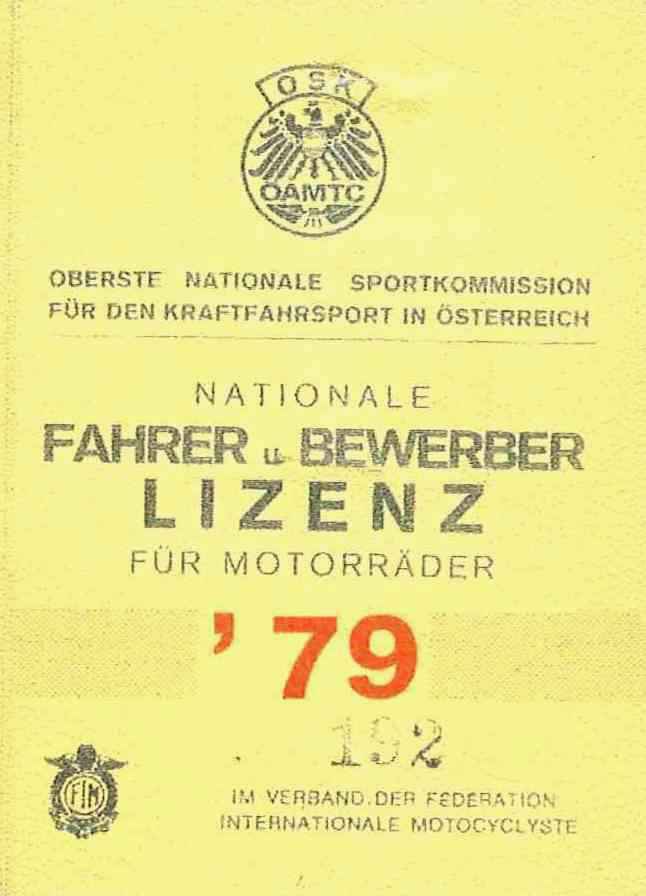 OSK
ÖAMTC
OBERSTE NATIONALE SPORTKOMMISSION
FÜR DEN KRAFTFAHRSPORT IN ÖSTERREICH
NATIONALE
FAHRER u. BEWERBER
LIZENZ
FÜR MOTORRÄDER
'79
192
FIM
IM VERBAND DER FEDERATION
INTERNATIONALE MOTOCYCLYSTE